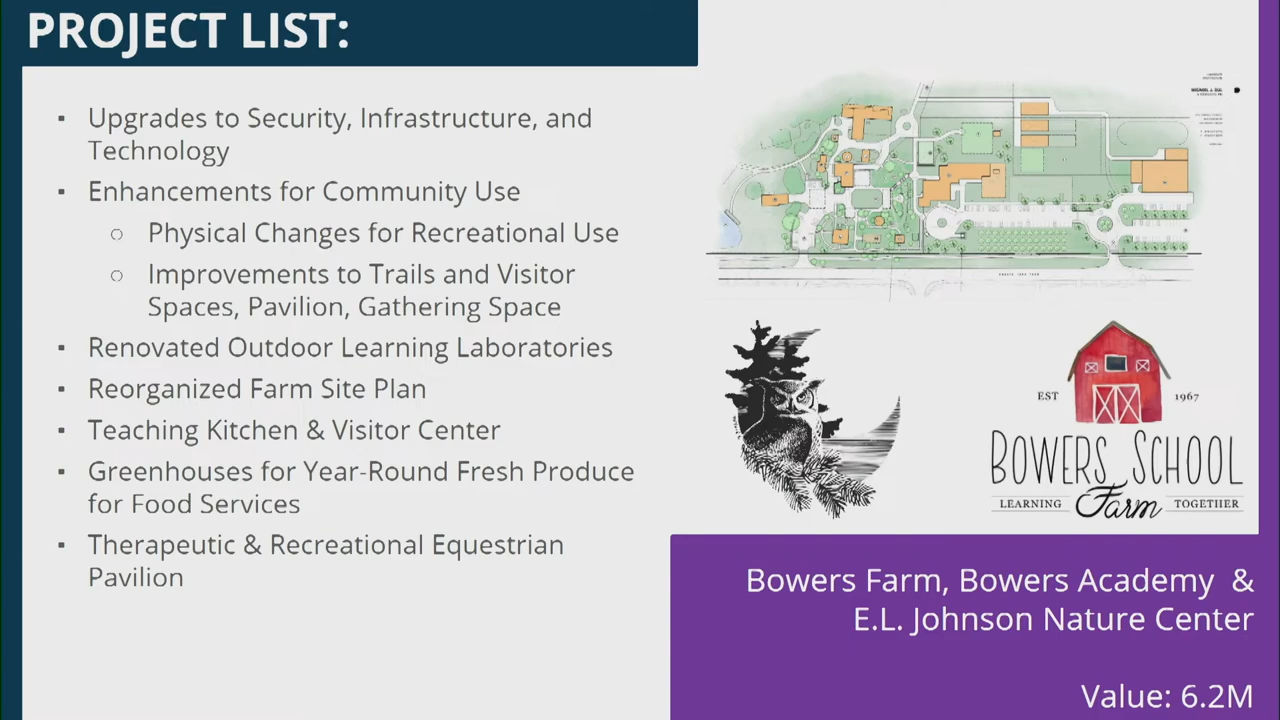 PROJECT LIST:
▪ Upgrades to Security, Infrastructure, and
Technology
▪ Enhancements for Community Use
○ Physical Changes for Recreational Use
○ Improvements to Trails and Visitor
Spaces, Pavilion, Gathering Space
▪ Renovated Outdoor Learning Laboratories
▪ Reorganized Farm Site Plan
▪ Teaching Kitchen & Visitor Center
▪ Greenhouses for Year-Round Fresh Produce
for Food Services
▪ Therapeutic & Recreational Equestrian
Pavilion
EST 1967
BOWERS SCHOOL
LEARNING Farm TOGETHER
Bowers Farm, Bowers Academy &
E.L. Johnson Nature Center
Value: 6.2M